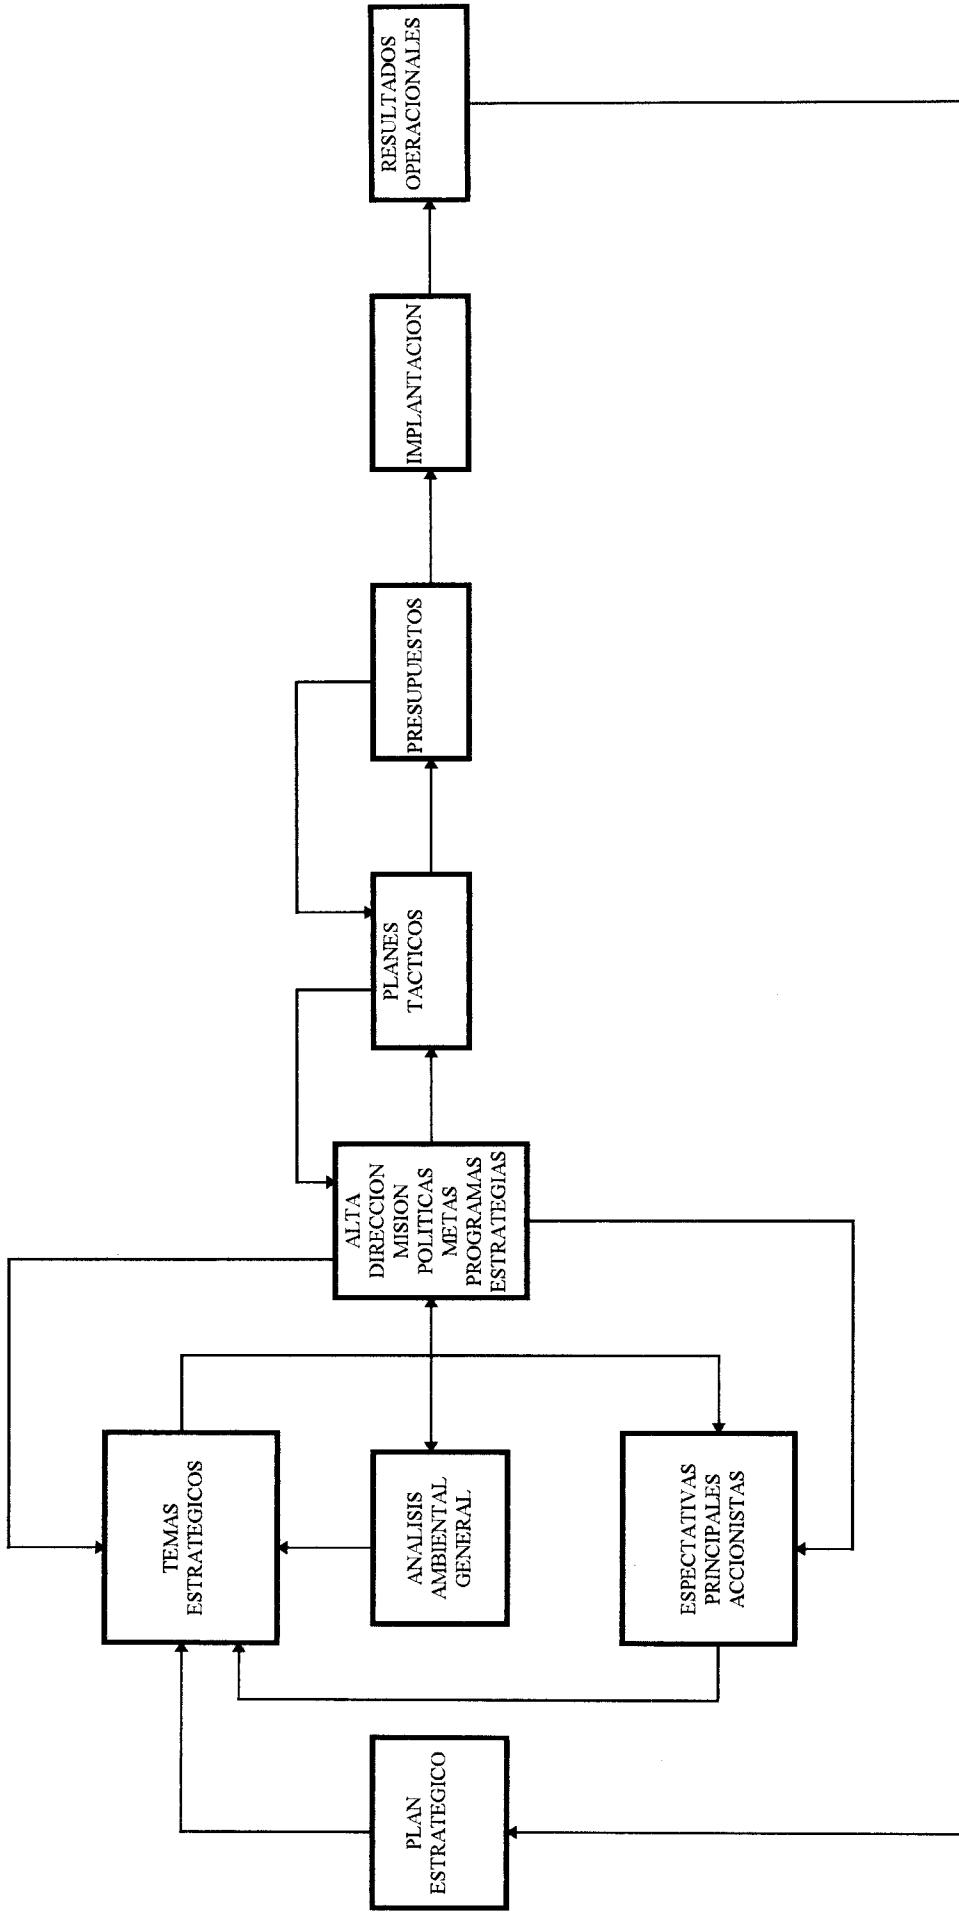 PLAN
ESTRATEGICO
TEMAS
ESTRATEGICOS
ANALISIS
AMBIENTAL
GENERAL
ESPECTATIVAS
PRINCIPALES
ACCIONISTAS
ALTA
DIRECCION
MISION
POLITICAS
METAS
PROGRAMAS
ESTRATEGIAS
PLANES
TACTICOS
PRESUPUESTOS
IMPLANTACION
RESULTADOS
OPERACIONALES